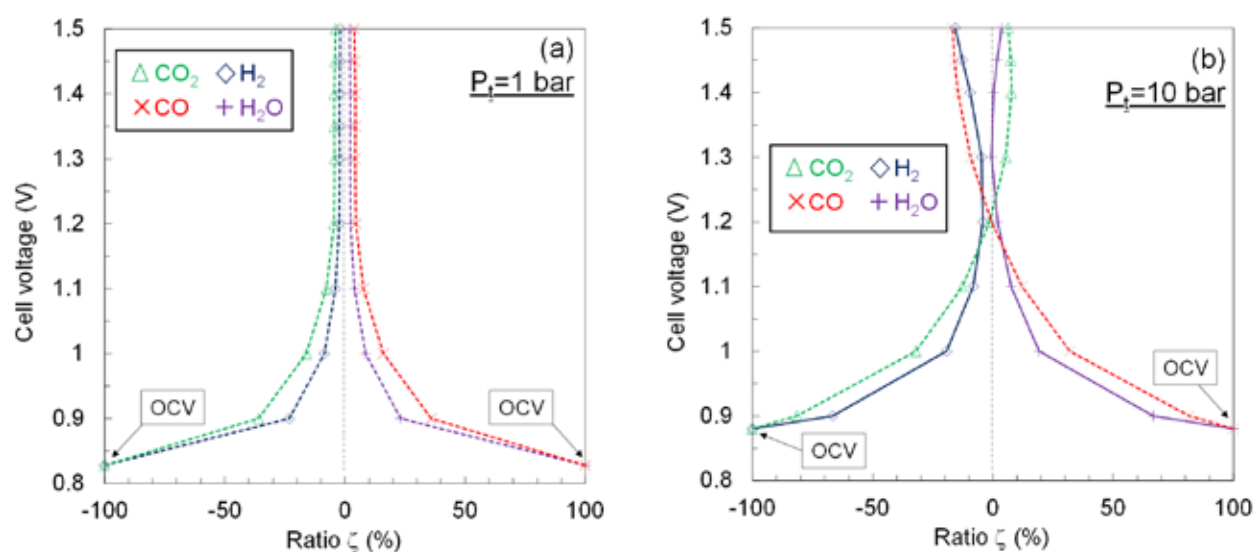 1.5
1.4
1.3
1.2
1.1
1
0.9
0.8
Cell voltage (V)
(a)
P_t=1 bar
△ CO₂ ◇ H₂
× CO + H₂O
OCV
OCV
-100 -50 0 50 100
Ratio ζ (%)
1.5
1.4
1.3
1.2
1.1
1
0.9
0.8
Cell voltage (V)
(b)
P_t=10 bar
△ CO₂ ◇ H₂
× CO + H₂O
OCV
OCV
-100 -50 0 50 100
Ratio ζ (%)